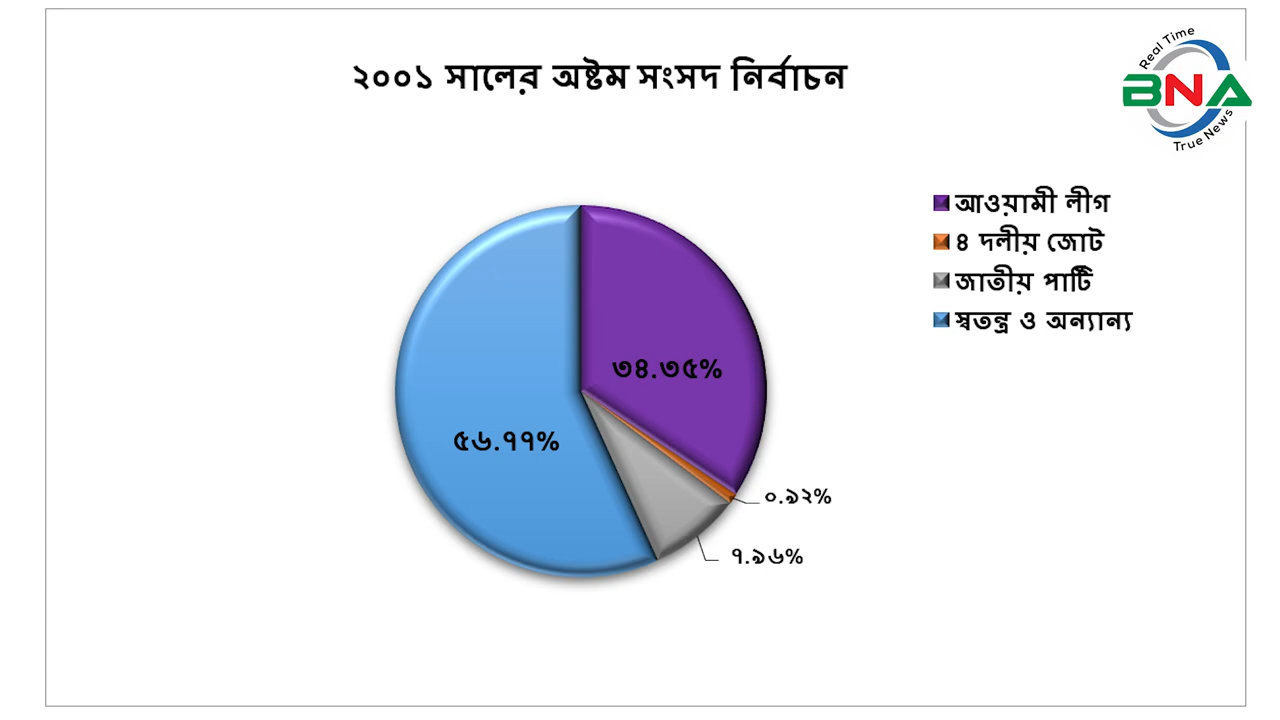 ২০০১ সালের অষ্টম সংসদ নির্বাচন
Real Time
BNA
True News
আওয়ামী লীগ
৪ দলীয় জোট
জাতীয় পার্টি
স্বতন্ত্র ও অন্যান্য
৩৪.৩৫%
৫৬.৭৭%
০.৯২%
৭.৯৬%